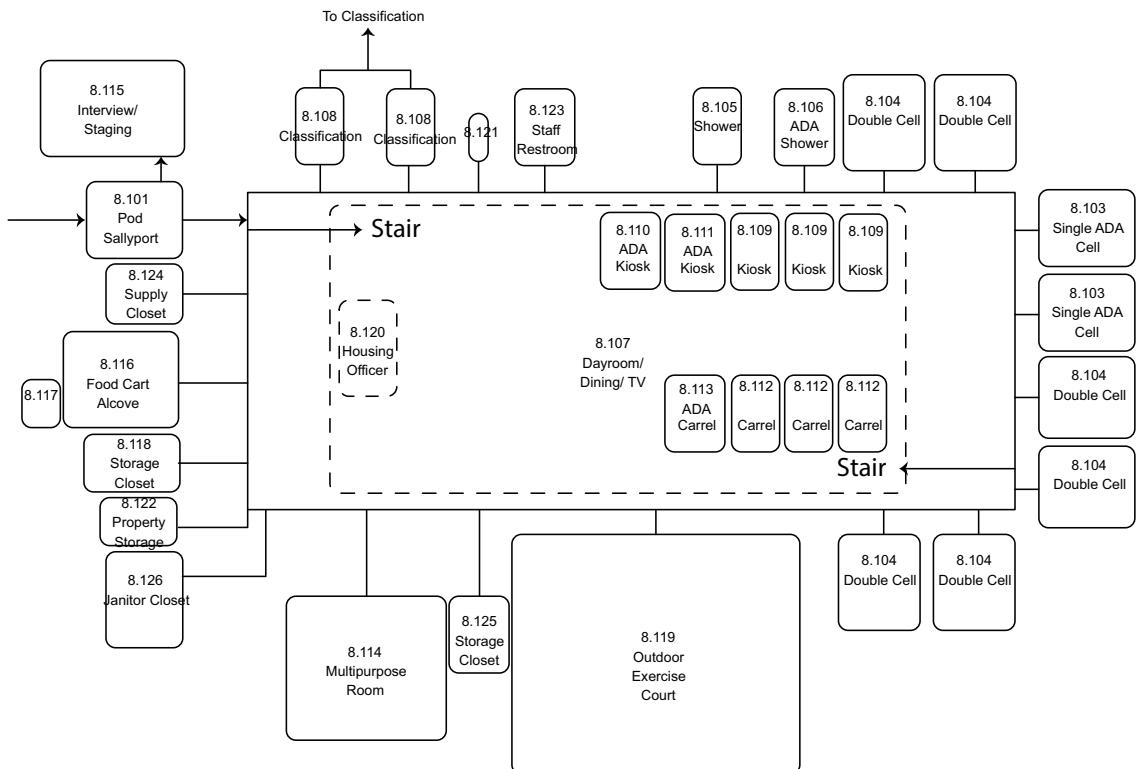 To Classification
8.115
Interview/
Staging
8.108
Classification
8.108
Classification
8.121
8.123
Staff
Restroom
8.105
Shower
8.106
ADA
Shower
8.104
Double Cell
8.104
Double Cell
8.101
Pod
Sallyport
Stair
8.110
ADA
Kiosk
8.111
ADA
Kiosk
8.109
Kiosk
8.109
Kiosk
8.109
Kiosk
8.103
Single ADA
Cell
8.124
Supply
Closet
8.103
Single ADA
Cell
8.120
Housing
Officer
8.107
Dayroom/
Dining/ TV
8.117
8.116
Food Cart
Alcove
8.113
ADA
Carrel
8.112
Carrel
8.112
Carrel
8.112
Carrel
8.104
Double Cell
8.118
Storage
Closet
Stair
8.104
Double Cell
8.122
Property
Storage
8.126
Janitor Closet
8.104
Double Cell
8.104
Double Cell
8.114
Multipurpose
Room
8.125
Storage
Closet
8.119
Outdoor
Exercise
Court